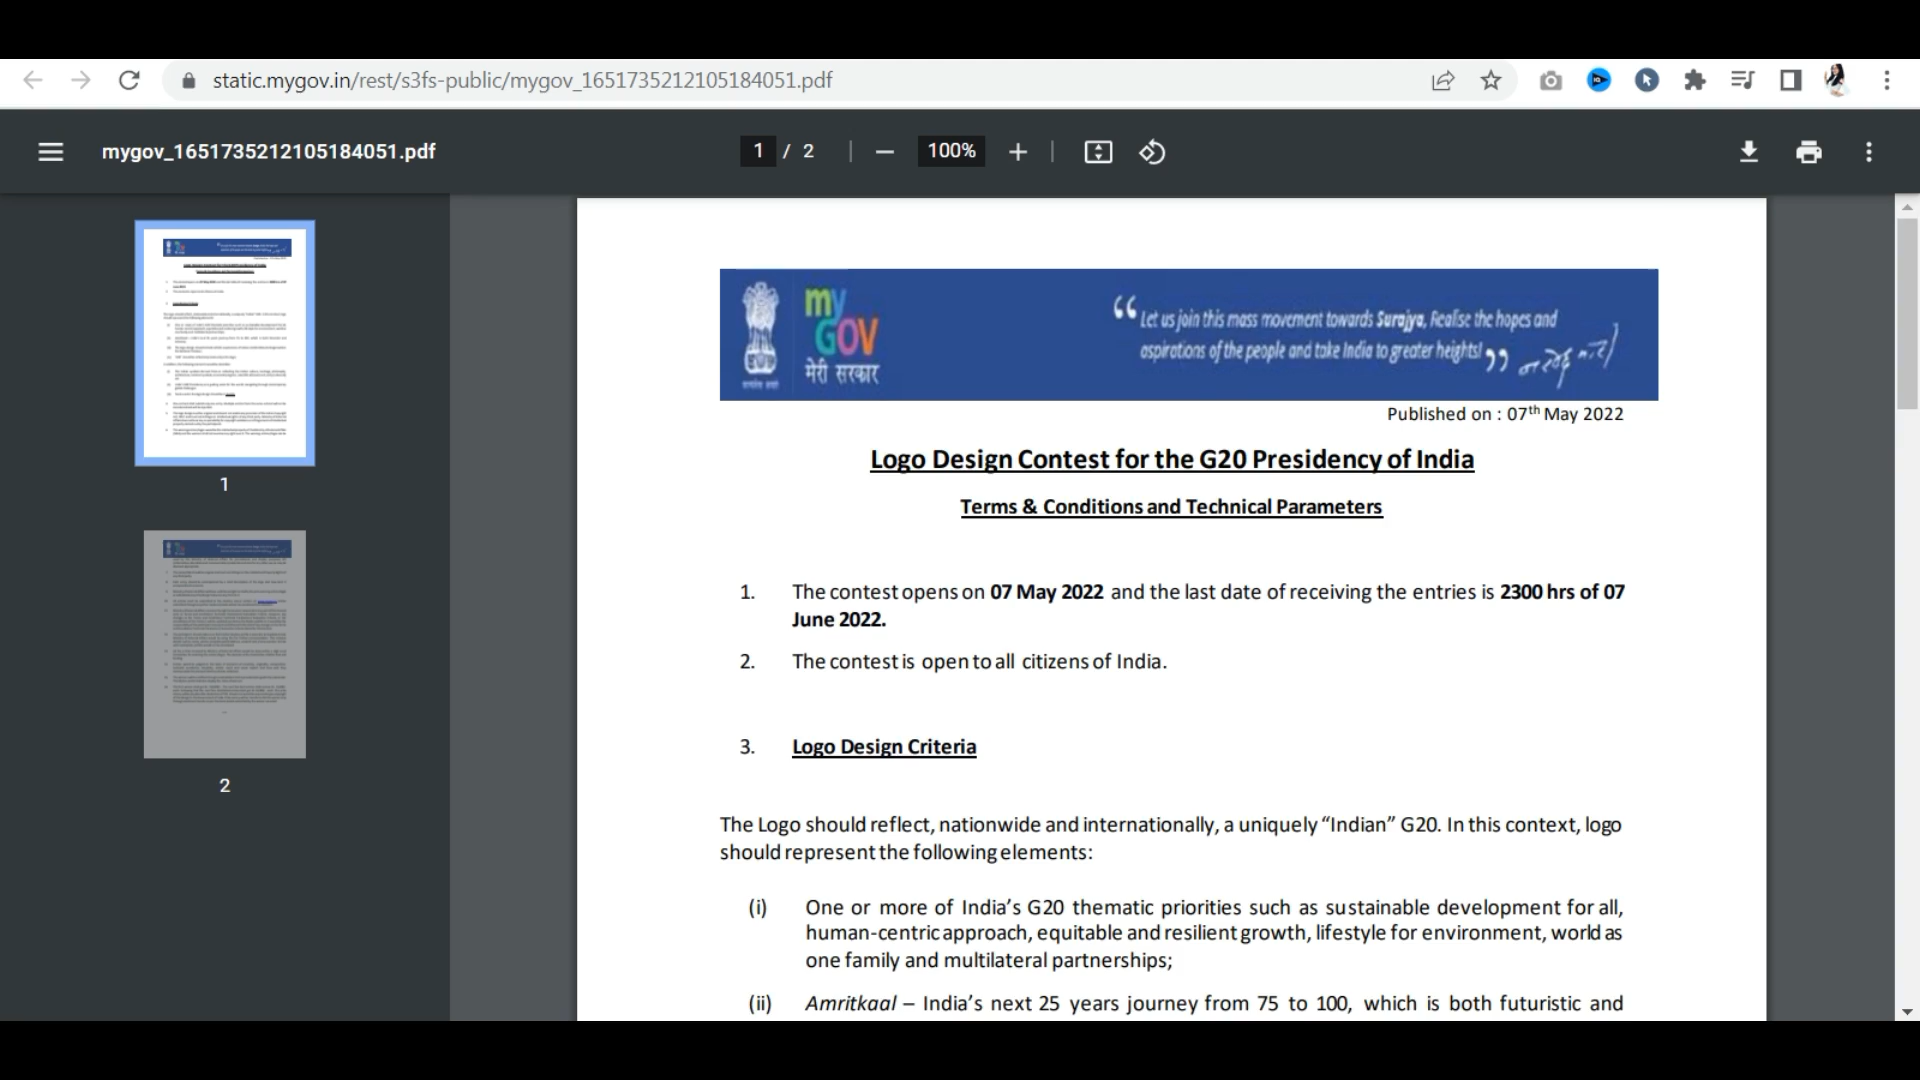 static.mygov.in/rest/s3fs-public/mygov_1651735212105184051.pdf
mygov_1651735212105184051.pdf
1 / 2
100%
1
2
my
GOV
मेरी सरकार
“ Let us join this mass movement towards Surajya, Realise the hopes and
aspirations of the people and take India to greater heights! ”
Published on : 07th May 2022
Logo Design Contest for the G20 Presidency of India
Terms & Conditions and Technical Parameters
1. The contest opens on 07 May 2022 and the last date of receiving the entries is 2300 hrs of 07
June 2022.
2. The contest is open to all citizens of India.
3. Logo Design Criteria
The Logo should reflect, nationwide and internationally, a uniquely “Indian” G20. In this context, logo
should represent the following elements:
(i) One or more of India’s G20 thematic priorities such as sustainable development for all,
human-centric approach, equitable and resilient growth, lifestyle for environment, world as
one family and multilateral partnerships;
(ii) Amritkaal – India’s next 25 years journey from 75 to 100, which is both futuristic and